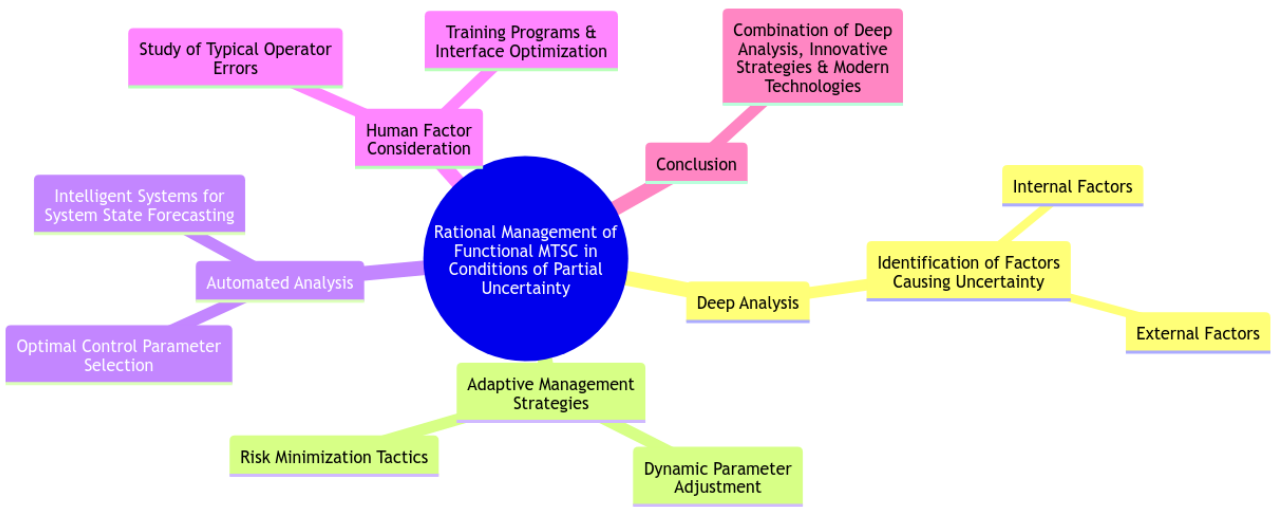 Combination of Deep
Analysis, Innovative
Strategies & Modern
Technologies
Training Programs &
Interface Optimization
Study of Typical Operator
Errors
Human Factor
Consideration
Conclusion
Internal Factors
Intelligent Systems for
System State Forecasting
Rational Management of
Functional MTSC in
Conditions of Partial
Uncertainty
Identification of Factors
Causing Uncertainty
Automated Analysis
Deep Analysis
External Factors
Optimal Control Parameter
Selection
Adaptive Management
Strategies
Risk Minimization Tactics
Dynamic Parameter
Adjustment